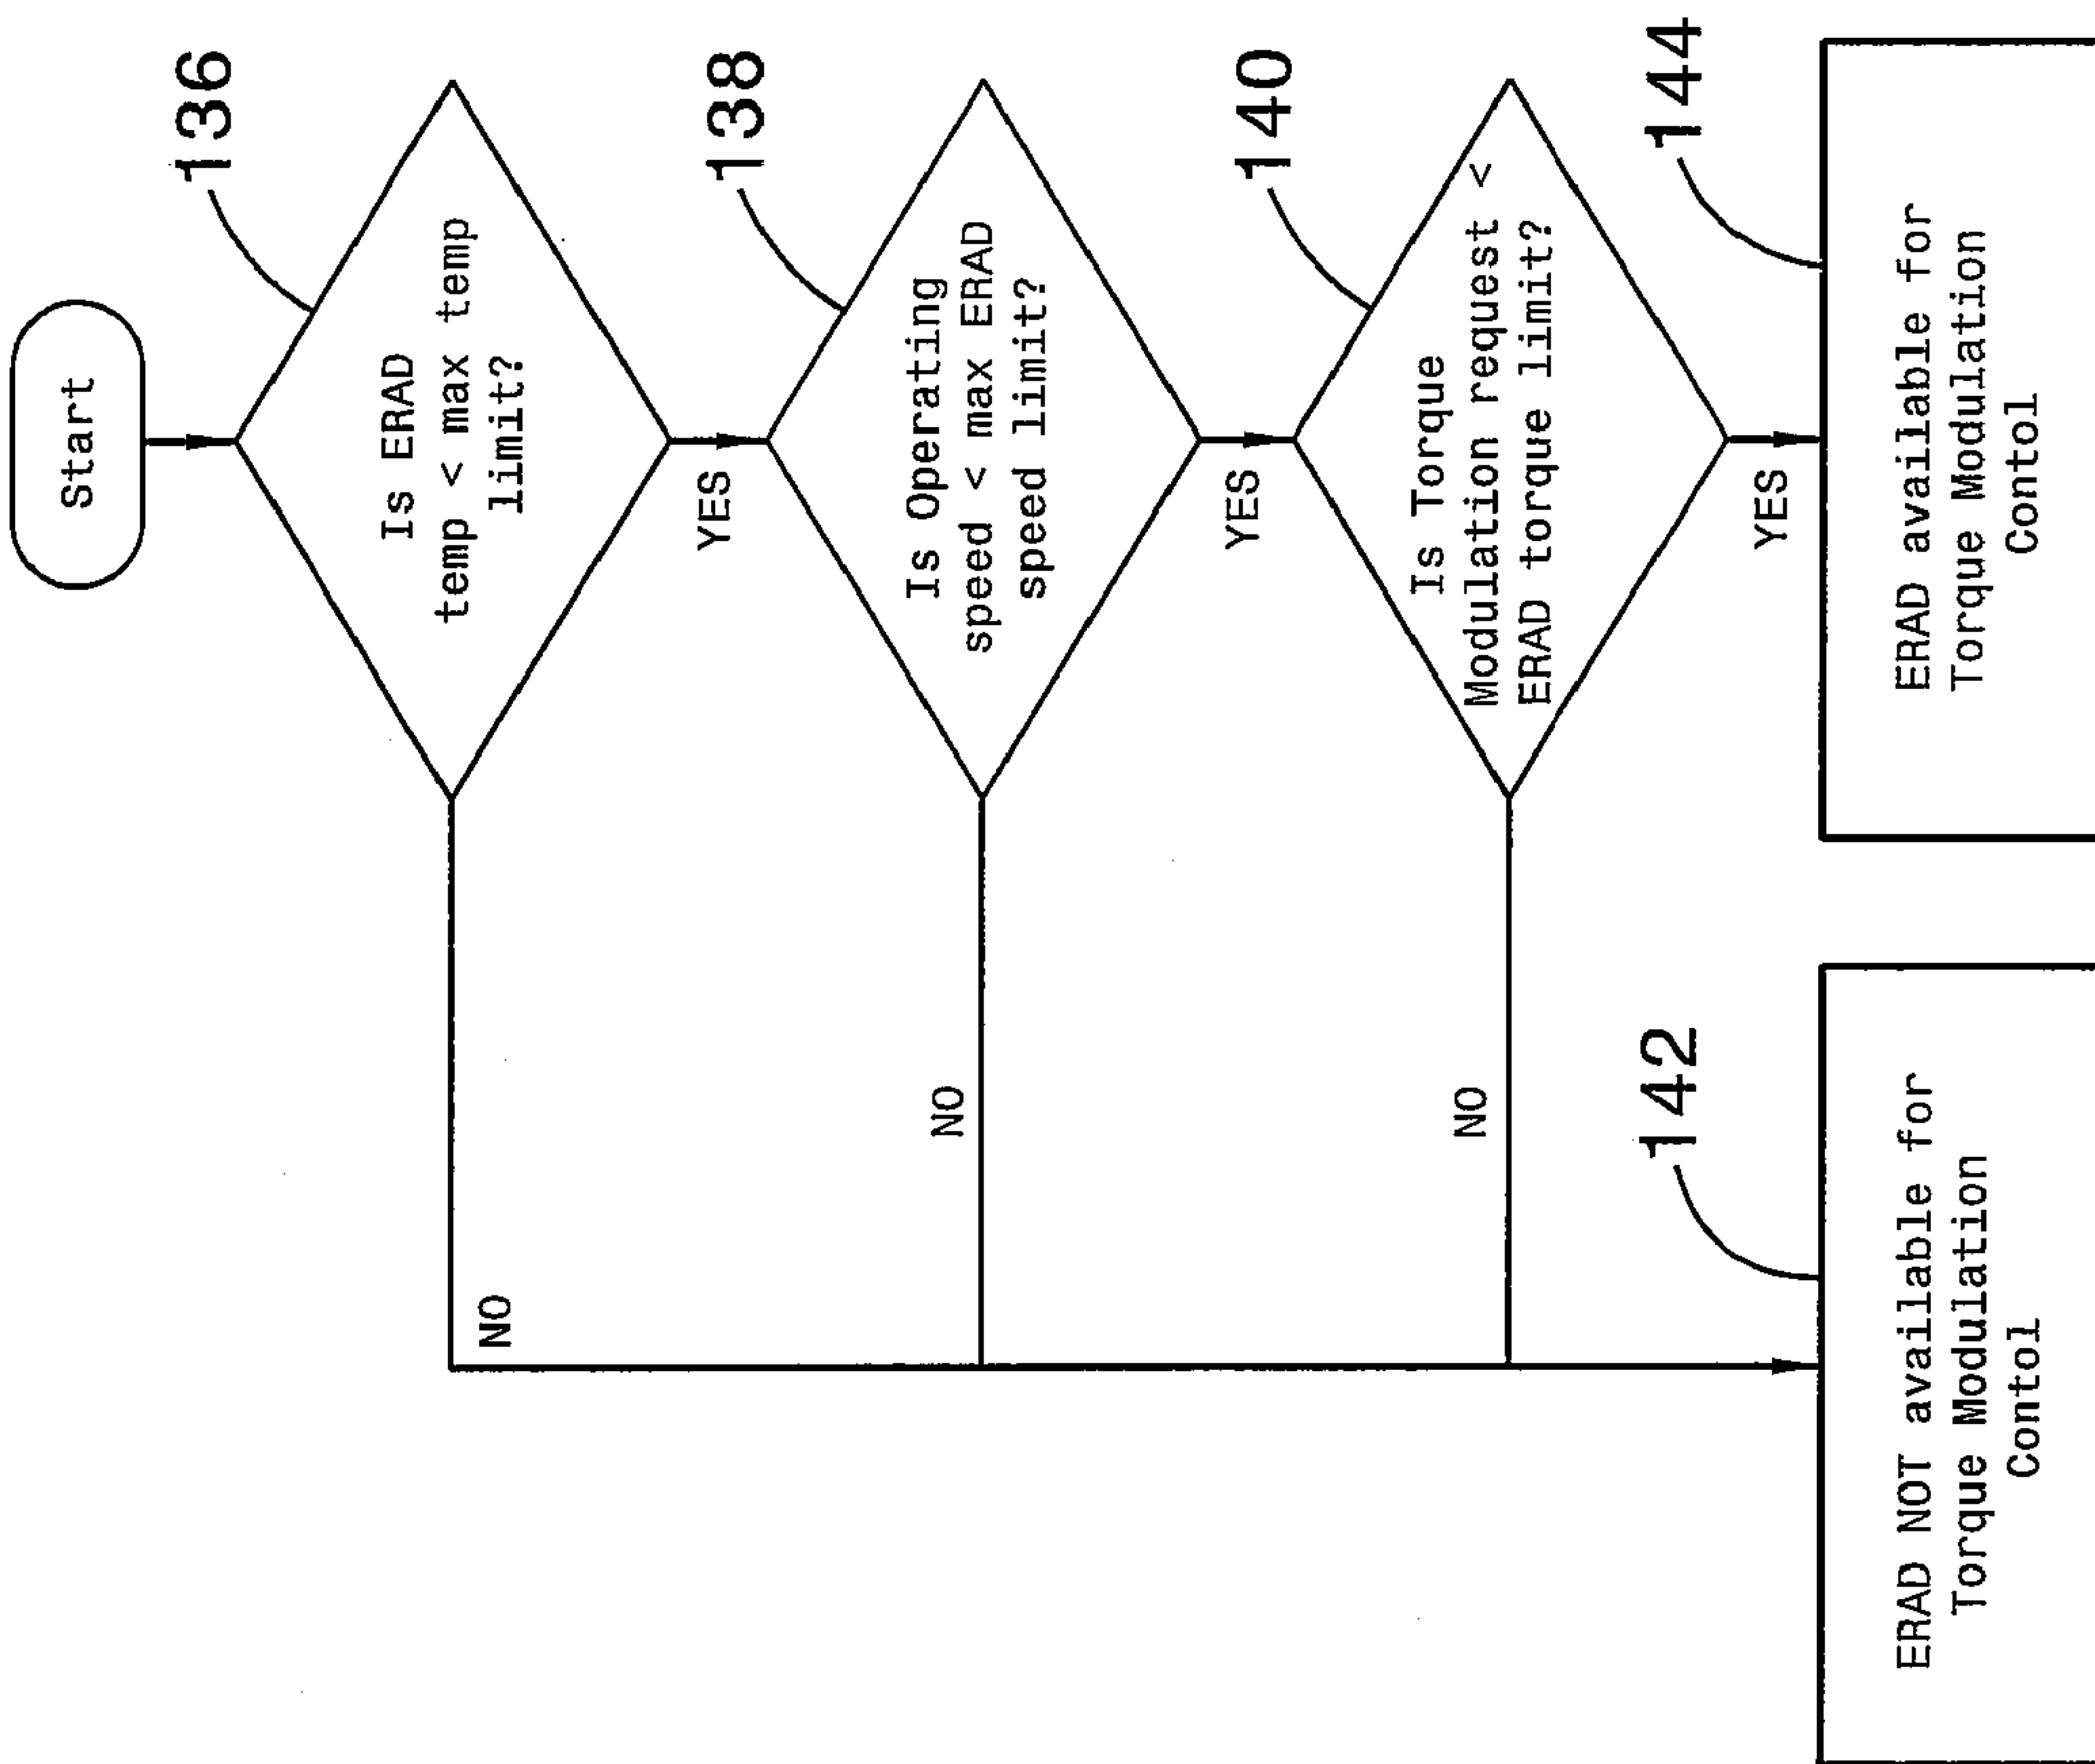 Start
136
Is ERAD
temp < max temp
limit?
YES
NO
138
Is Operating
speed < max ERAD
speed limit?
YES
NO
140
Is Torque
Modulation request <
ERAD torque limit?
YES
NO
142
ERAD NOT available for
Torque Modulation
Contol
144
ERAD available for
Torque Modulation
Contol